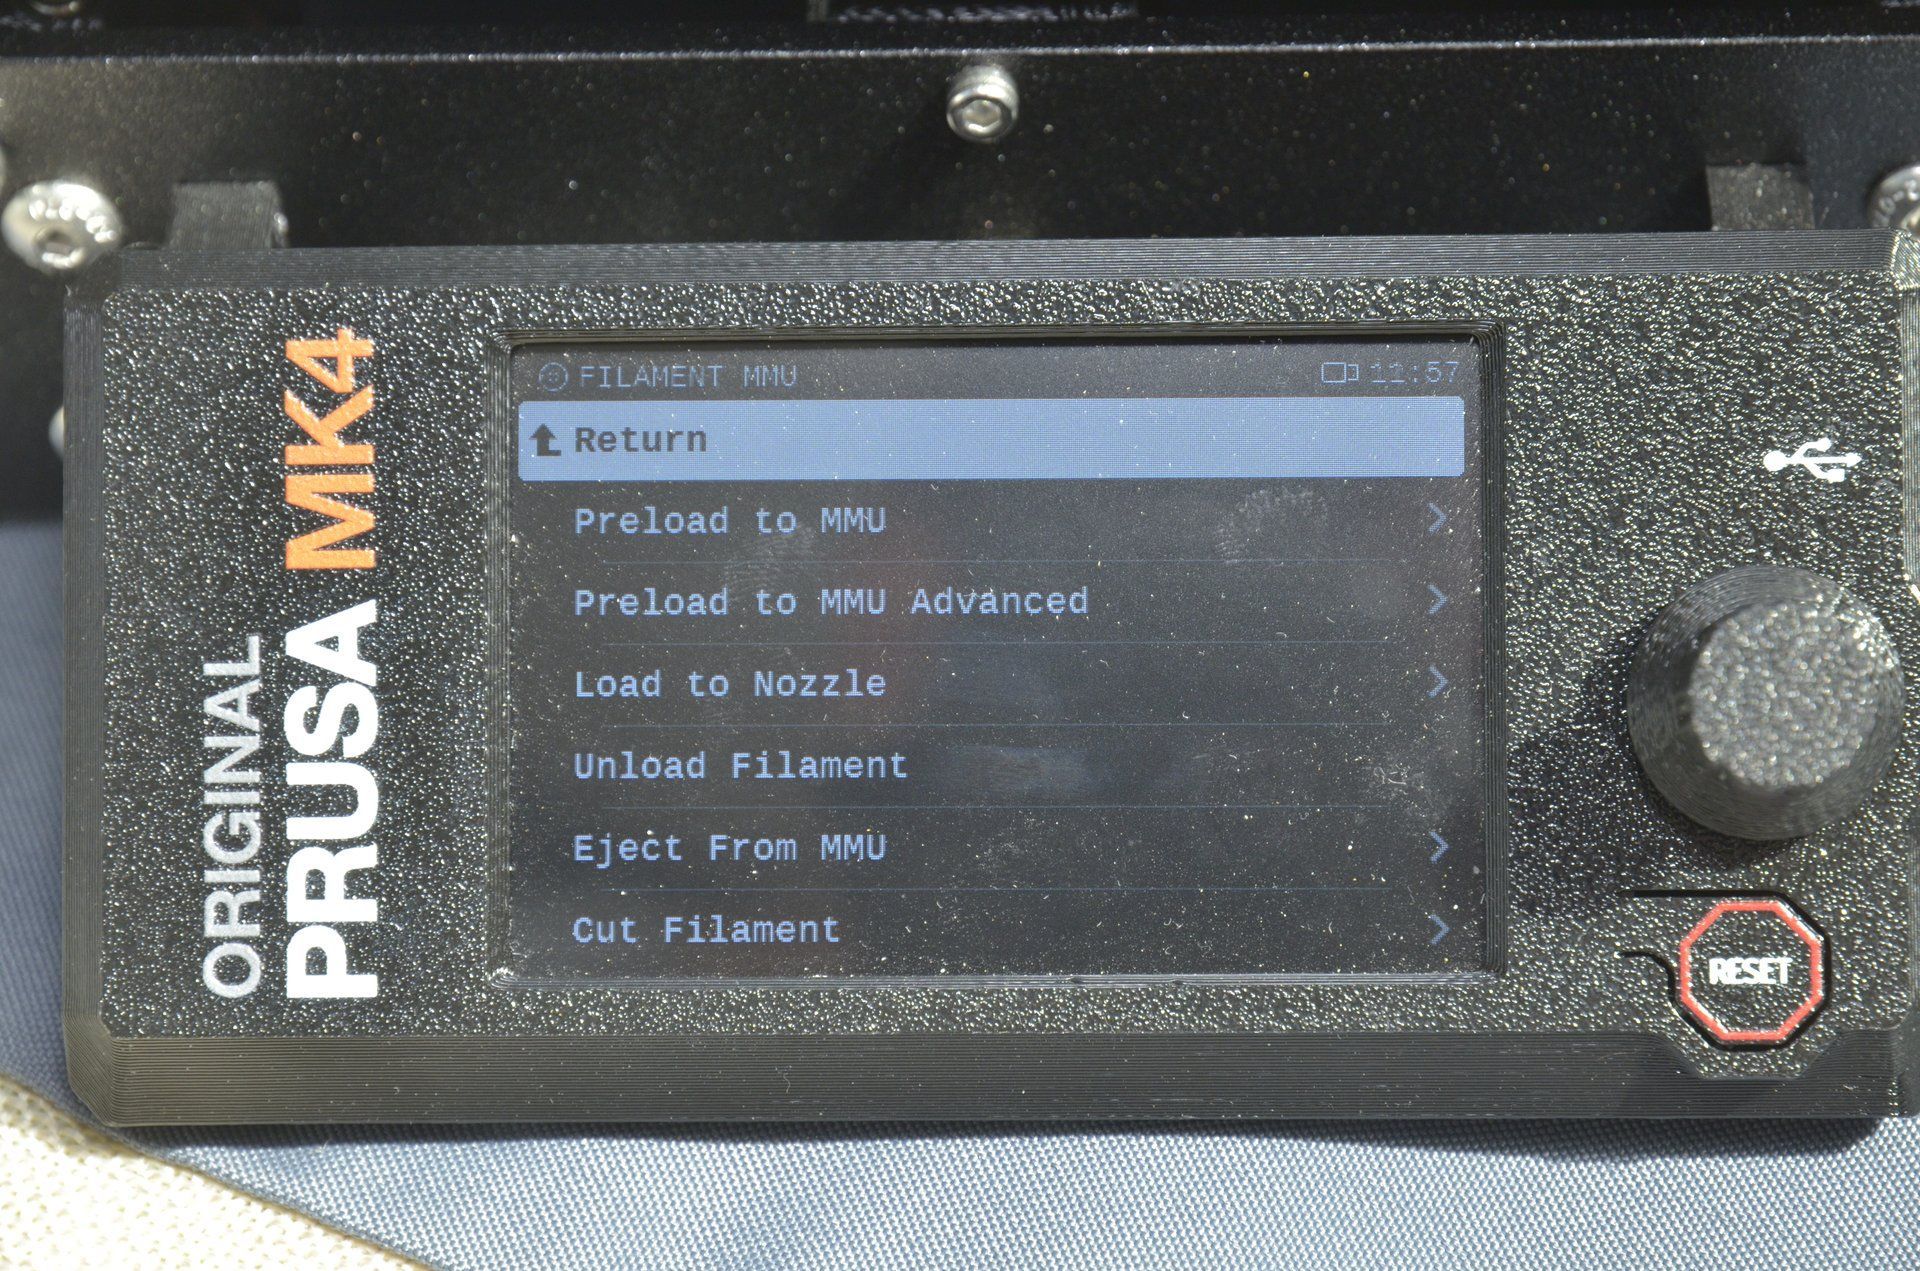 ORIGINAL
PRUSA MK4
FILAMENT MMU 11:57
Return
Preload to MMU
Preload to MMU Advanced
Load to Nozzle
Unload Filament
Eject From MMU
Cut Filament
RESET